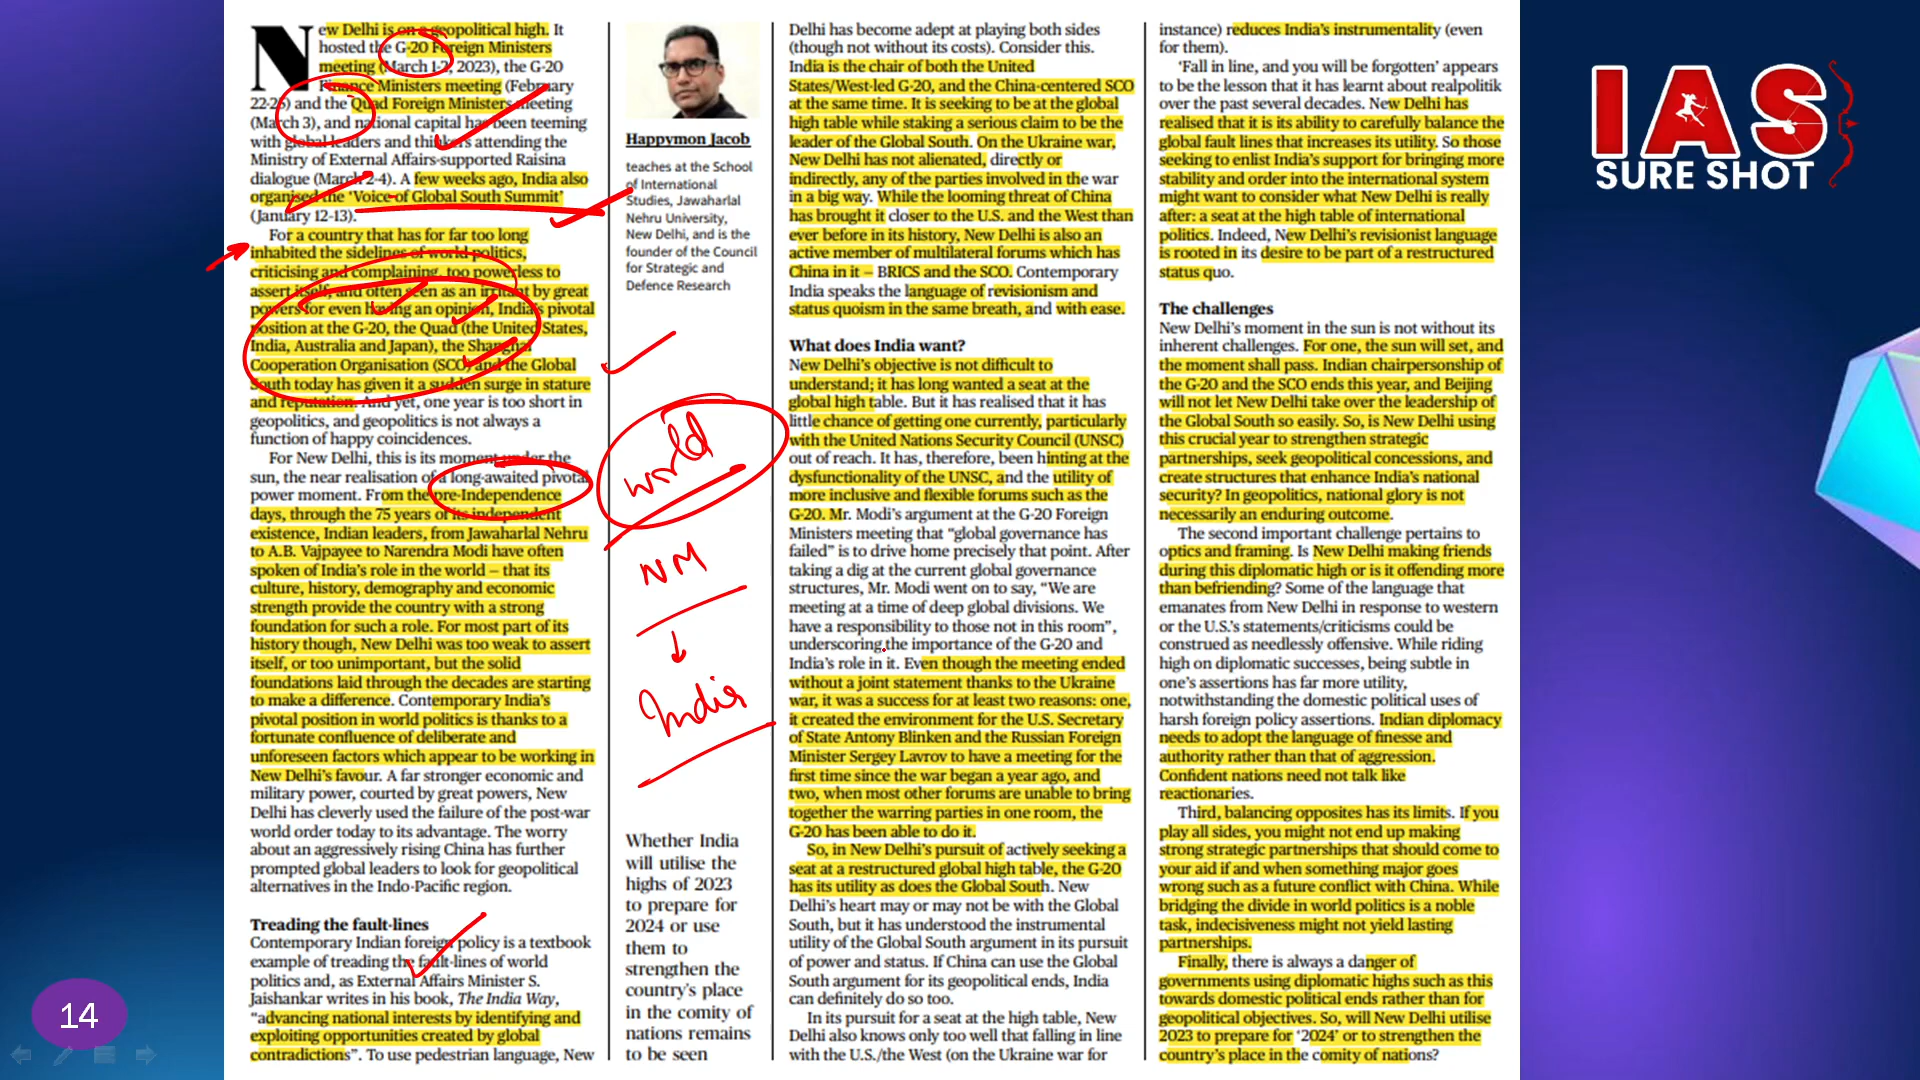 New Delhi is on a geopolitical high. It
hosted the G-20 Foreign Ministers
meeting (March 1-2, 2023), the G-20
Finance Ministers meeting (February
22-25) and the Quad Foreign Ministers meeting
(March 3), and national capital has been teeming
with global leaders and thinkers attending the
Ministry of External Affairs-supported Raisina
dialogue (March 2-4). A few weeks ago, India also
organised the ‘Voice of Global South Summit’
(January 12-13).
For a country that has for far too long
inhabited the sidelines of world politics,
criticising and complaining, too powerless to
assert itself, and often seen as an irritant by great
powers for even having an opinion, India’s pivotal
position at the G-20, the Quad (the United States,
India, Australia and Japan), the Shanghai
Cooperation Organisation (SCO) and the Global
South today has given it a sudden surge in stature
and reputation. And yet, one year is too short in
geopolitics, and geopolitics is not always a
function of happy coincidences.
For New Delhi, this is its moment under the
sun, the near realisation of a long-awaited pivotal
power moment. From the pre-Independence
days, through the 75 years of its independent
existence, Indian leaders, from Jawaharlal Nehru
to A.B. Vajpayee to Narendra Modi have often
spoken of India’s role in the world – that its
culture, history, demography and economic
strength provide the country with a strong
foundation for such a role. For most part of its
history though, New Delhi was too weak to assert
itself, or too unimportant, but the solid
foundations laid through the decades are starting
to make a difference. Contemporary India’s
pivotal position in world politics is thanks to a
fortunate confluence of deliberate and
unforeseen factors which appear to be working in
New Delhi’s favour. A far stronger economic and
military power, courted by great powers, New
Delhi has cleverly used the failure of the post-war
world order today to its advantage. The worry
about an aggressively rising China has further
prompted global leaders to look for geopolitical
alternatives in the Indo-Pacific region.
Treading the fault-lines
Contemporary Indian foreign policy is a textbook
example of treading the fault-lines of world
politics and, as External Affairs Minister S.
Jaishankar writes in his book, The India Way,
“advancing national interests by identifying and
exploiting opportunities created by global
contradictions”. To use pedestrian language, New
Happymon Jacob
teaches at the School
of International
Studies, Jawaharlal
Nehru University,
New Delhi, and is the
founder of the Council
for Strategic and
Defence Research
world
NM
India
Whether India
will utilise the
highs of 2023
to prepare for
2024 or use
them to
strengthen the
country’s place
in the comity of
nations remains
to be seen
Delhi has become adept at playing both sides
(though not without its costs). Consider this.
India is the chair of both the United
States/West-led G-20, and the China-centered SCO
at the same time. It is seeking to be at the global
high table while staking a serious claim to be the
leader of the Global South. On the Ukraine war,
New Delhi has not alienated, directly or
indirectly, any of the parties involved in the war
in a big way. While the looming threat of China
has brought it closer to the U.S. and the West than
ever before in its history, New Delhi is also an
active member of multilateral forums which has
China in it – BRICS and the SCO. Contemporary
India speaks the language of revisionism and
status quoism in the same breath, and with ease.
What does India want?
New Delhi’s objective is not difficult to
understand; it has long wanted a seat at the
global high table. But it has realised that it has
little chance of getting one currently, particularly
with the United Nations Security Council (UNSC)
out of reach. It has, therefore, been hinting at the
dysfunctionality of the UNSC, and the utility of
more inclusive and flexible forums such as the
G-20. Mr. Modi’s argument at the G-20 Foreign
Ministers meeting that “global governance has
failed” is to drive home precisely that point. After
taking a dig at the current global governance
structures, Mr. Modi went on to say, “We are
meeting at a time of deep global divisions. We
have a responsibility to those not in this room”,
underscoring the importance of the G-20 and
India’s role in it. Even though the meeting ended
without a joint statement thanks to the Ukraine
war, it was a success for at least two reasons: one,
it created the environment for the U.S. Secretary
of State Antony Blinken and the Russian Foreign
Minister Sergey Lavrov to have a meeting for the
first time since the war began a year ago, and
two, when most other forums are unable to bring
together the warring parties in one room, the
G-20 has been able to do it.
So, in New Delhi’s pursuit of actively seeking a
seat at a restructured global high table, the G-20
has its utility as does the Global South. New
Delhi’s heart may or may not be with the Global
South, but it has understood the instrumental
utility of the Global South argument in its pursuit
of power and status. If China can use the Global
South argument for its geopolitical ends, India
can definitely do so too.
In its pursuit for a seat at the high table, New
Delhi also knows only too well that falling in line
with the U.S./the West (on the Ukraine war for
instance) reduces India’s instrumentality (even
for them).
‘Fall in line, and you will be forgotten’ appears
to be the lesson that it has learnt about realpolitik
over the past several decades. New Delhi has
realised that it is its ability to carefully balance the
global fault lines that increases its utility. So those
seeking to enlist India’s support for bringing more
stability and order into the international system
might want to consider what New Delhi is really
after: a seat at the high table of international
politics. Indeed, New Delhi’s revisionist language
is rooted in its desire to be part of a restructured
status quo.
The challenges
New Delhi’s moment in the sun is not without its
inherent challenges. For one, the sun will set, and
the moment shall pass. Indian chairpersonship of
the G-20 and the SCO ends this year, and Beijing
will not let New Delhi take over the leadership of
the Global South so easily. So, is New Delhi using
this crucial year to strengthen strategic
partnerships, seek geopolitical concessions, and
create structures that enhance India’s national
security? In geopolitics, national glory is not
necessarily an enduring outcome.
The second important challenge pertains to
optics and framing. Is New Delhi making friends
during this diplomatic high or is it offending more
than befriending? Some of the language that
emanates from New Delhi in response to western
or the U.S.’s statements/criticisms could be
construed as needlessly offensive. While riding
high on diplomatic successes, being subtle in
one’s assertions has far more utility,
notwithstanding the domestic political uses of
harsh foreign policy assertions. Indian diplomacy
needs to adopt the language of finesse and
authority rather than that of aggression.
Confident nations need not talk like
reactionaries.
Third, balancing opposites has its limits. If you
play all sides, you might not end up making
strong strategic partnerships that should come to
your aid if and when something major goes
wrong such as a future conflict with China. While
bridging the divide in world politics is a noble
task, indecisiveness might not yield lasting
partnerships.
Finally, there is always a danger of
governments using diplomatic highs such as this
towards domestic political ends rather than for
geopolitical objectives. So, will New Delhi utilise
2023 to prepare for ‘2024’ or to strengthen the
country’s place in the comity of nations?
IAS
SURE SHOT
14